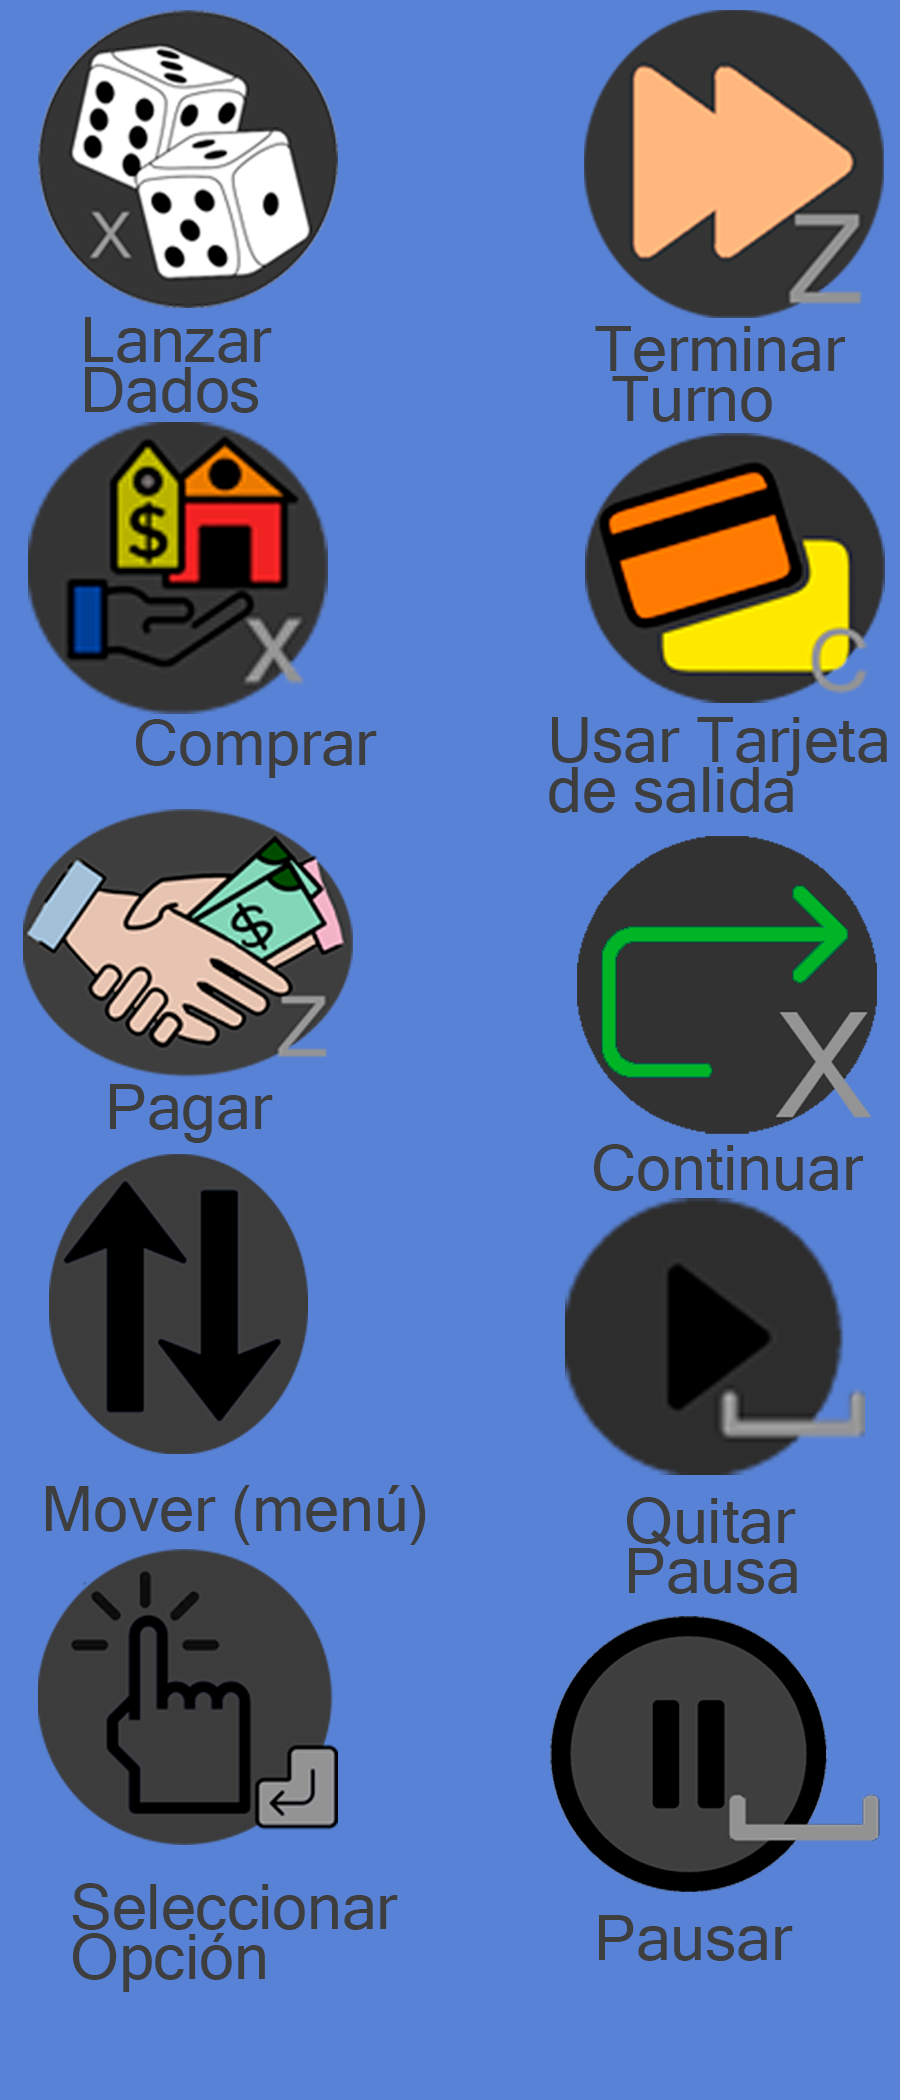 X
Lanzar
Dados
Z
Terminar
Turno
$
X
Comprar
C
Usar Tarjeta
de salida
$
Z
Pagar
X
Continuar
Mover (menú)
Quitar
Pausa
Seleccionar
Opción
Pausar